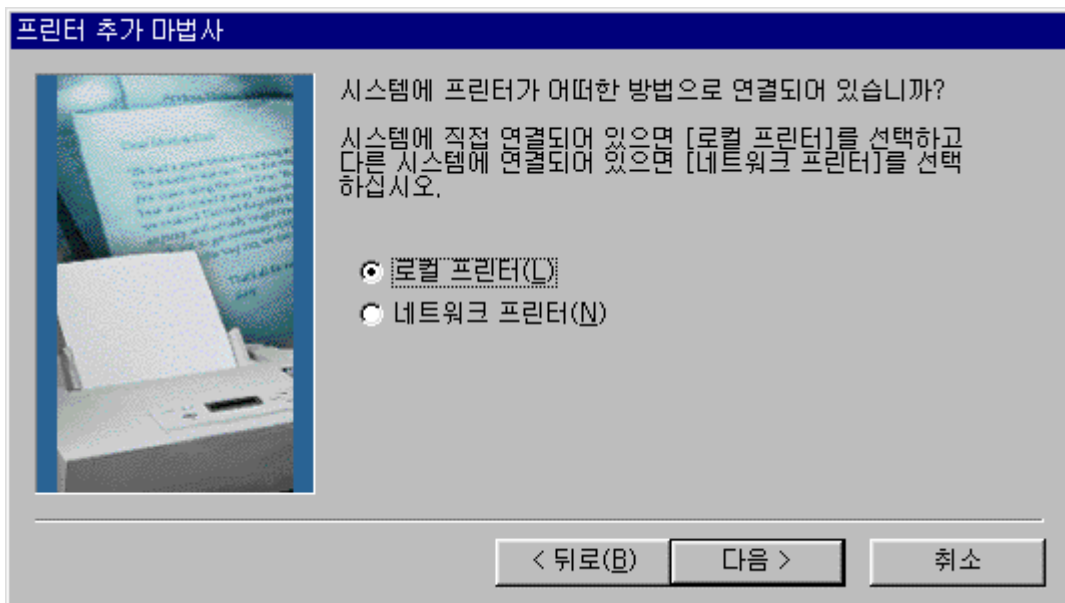 프린터 추가 마법사
시스템에 프린터가 어떠한 방법으로 연결되어 있습니까?
시스템에 직접 연결되어 있으면 [로컬 프린터]를 선택하고
다른 시스템에 연결되어 있으면 [네트워크 프린터]를 선택
하십시오.
로컬 프린터(L)
네트워크 프린터(N)
< 뒤로(B)
다음 >
취소